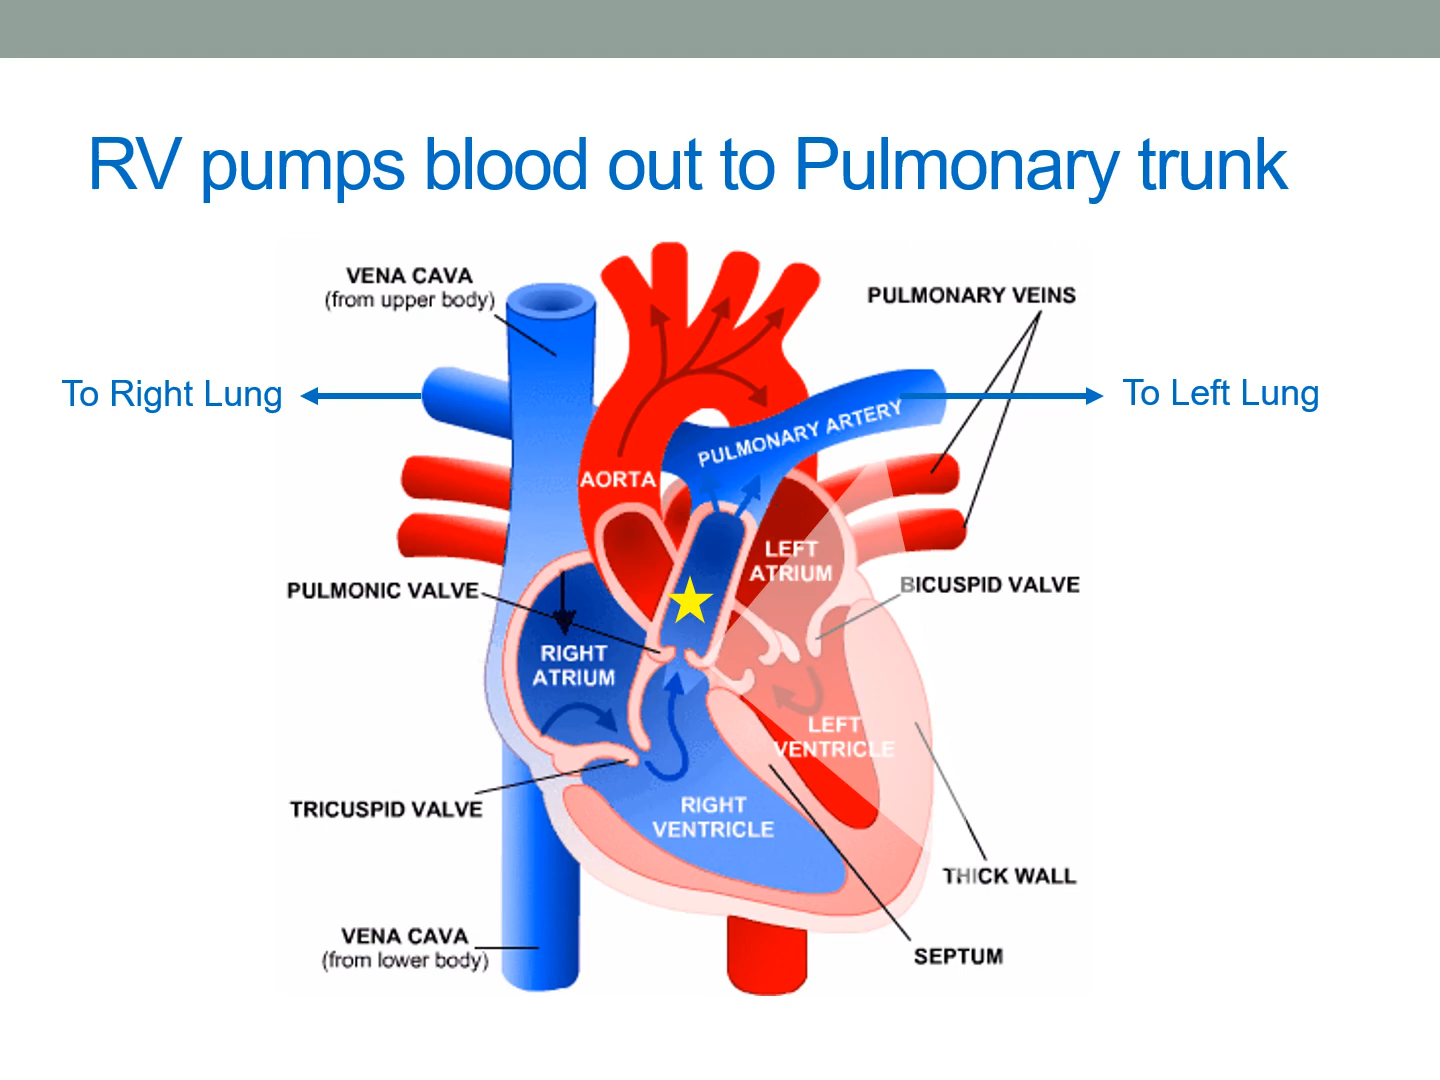 RV pumps blood out to Pulmonary trunk
VENA CAVA
(from upper body)
PULMONARY VEINS
To Right Lung
To Left Lung
PULMONARY ARTERY
AORTA
LEFT
ATRIUM
PULMONIC VALVE
BICUSPID VALVE
RIGHT
ATRIUM
LEFT
VENTRICLE
TRICUSPID VALVE
RIGHT
VENTRICLE
THICK WALL
VENA CAVA
(from lower body)
SEPTUM